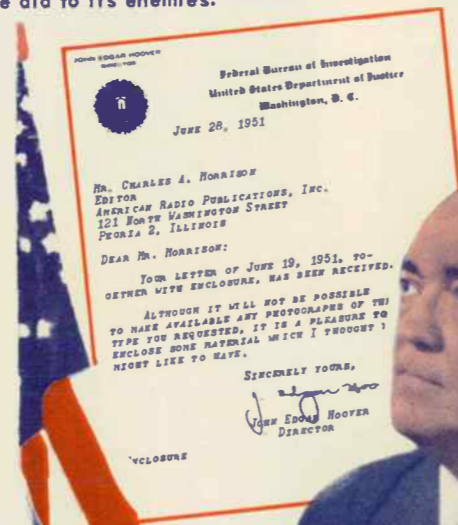 e aid to its enemies.
JOHN EDGAR HOOVER
DIRECTOR
Federal Bureau of Investigation
United States Department of Justice
Washington, D. C.
JUNE 28, 1951
MR. CHARLES A. MORRISON
EDITOR
AMERICAN RADIO PUBLICATIONS, INC.
121 NORTH WASHINGTON STREET
PEORIA 2, ILLINOIS
DEAR MR. MORRISON:
YOUR LETTER OF JUNE 19, 1951, TO-
GETHER WITH ENCLOSURE, HAS BEEN RECEIVED.
ALTHOUGH IT WILL NOT BE POSSIBLE
TO MAKE AVAILABLE ANY PHOTOGRAPHS OF TH
TYPE YOU REQUESTED, IT IS A PLEASURE TO
ENCLOSE SOME MATERIAL WHICH I THOUGHT
MIGHT LIKE TO HAVE.
SINCERELY YOURS,
J. Edgar Hoo
JOHN EDGAR HOOVER
DIRECTOR
NCLOSURE